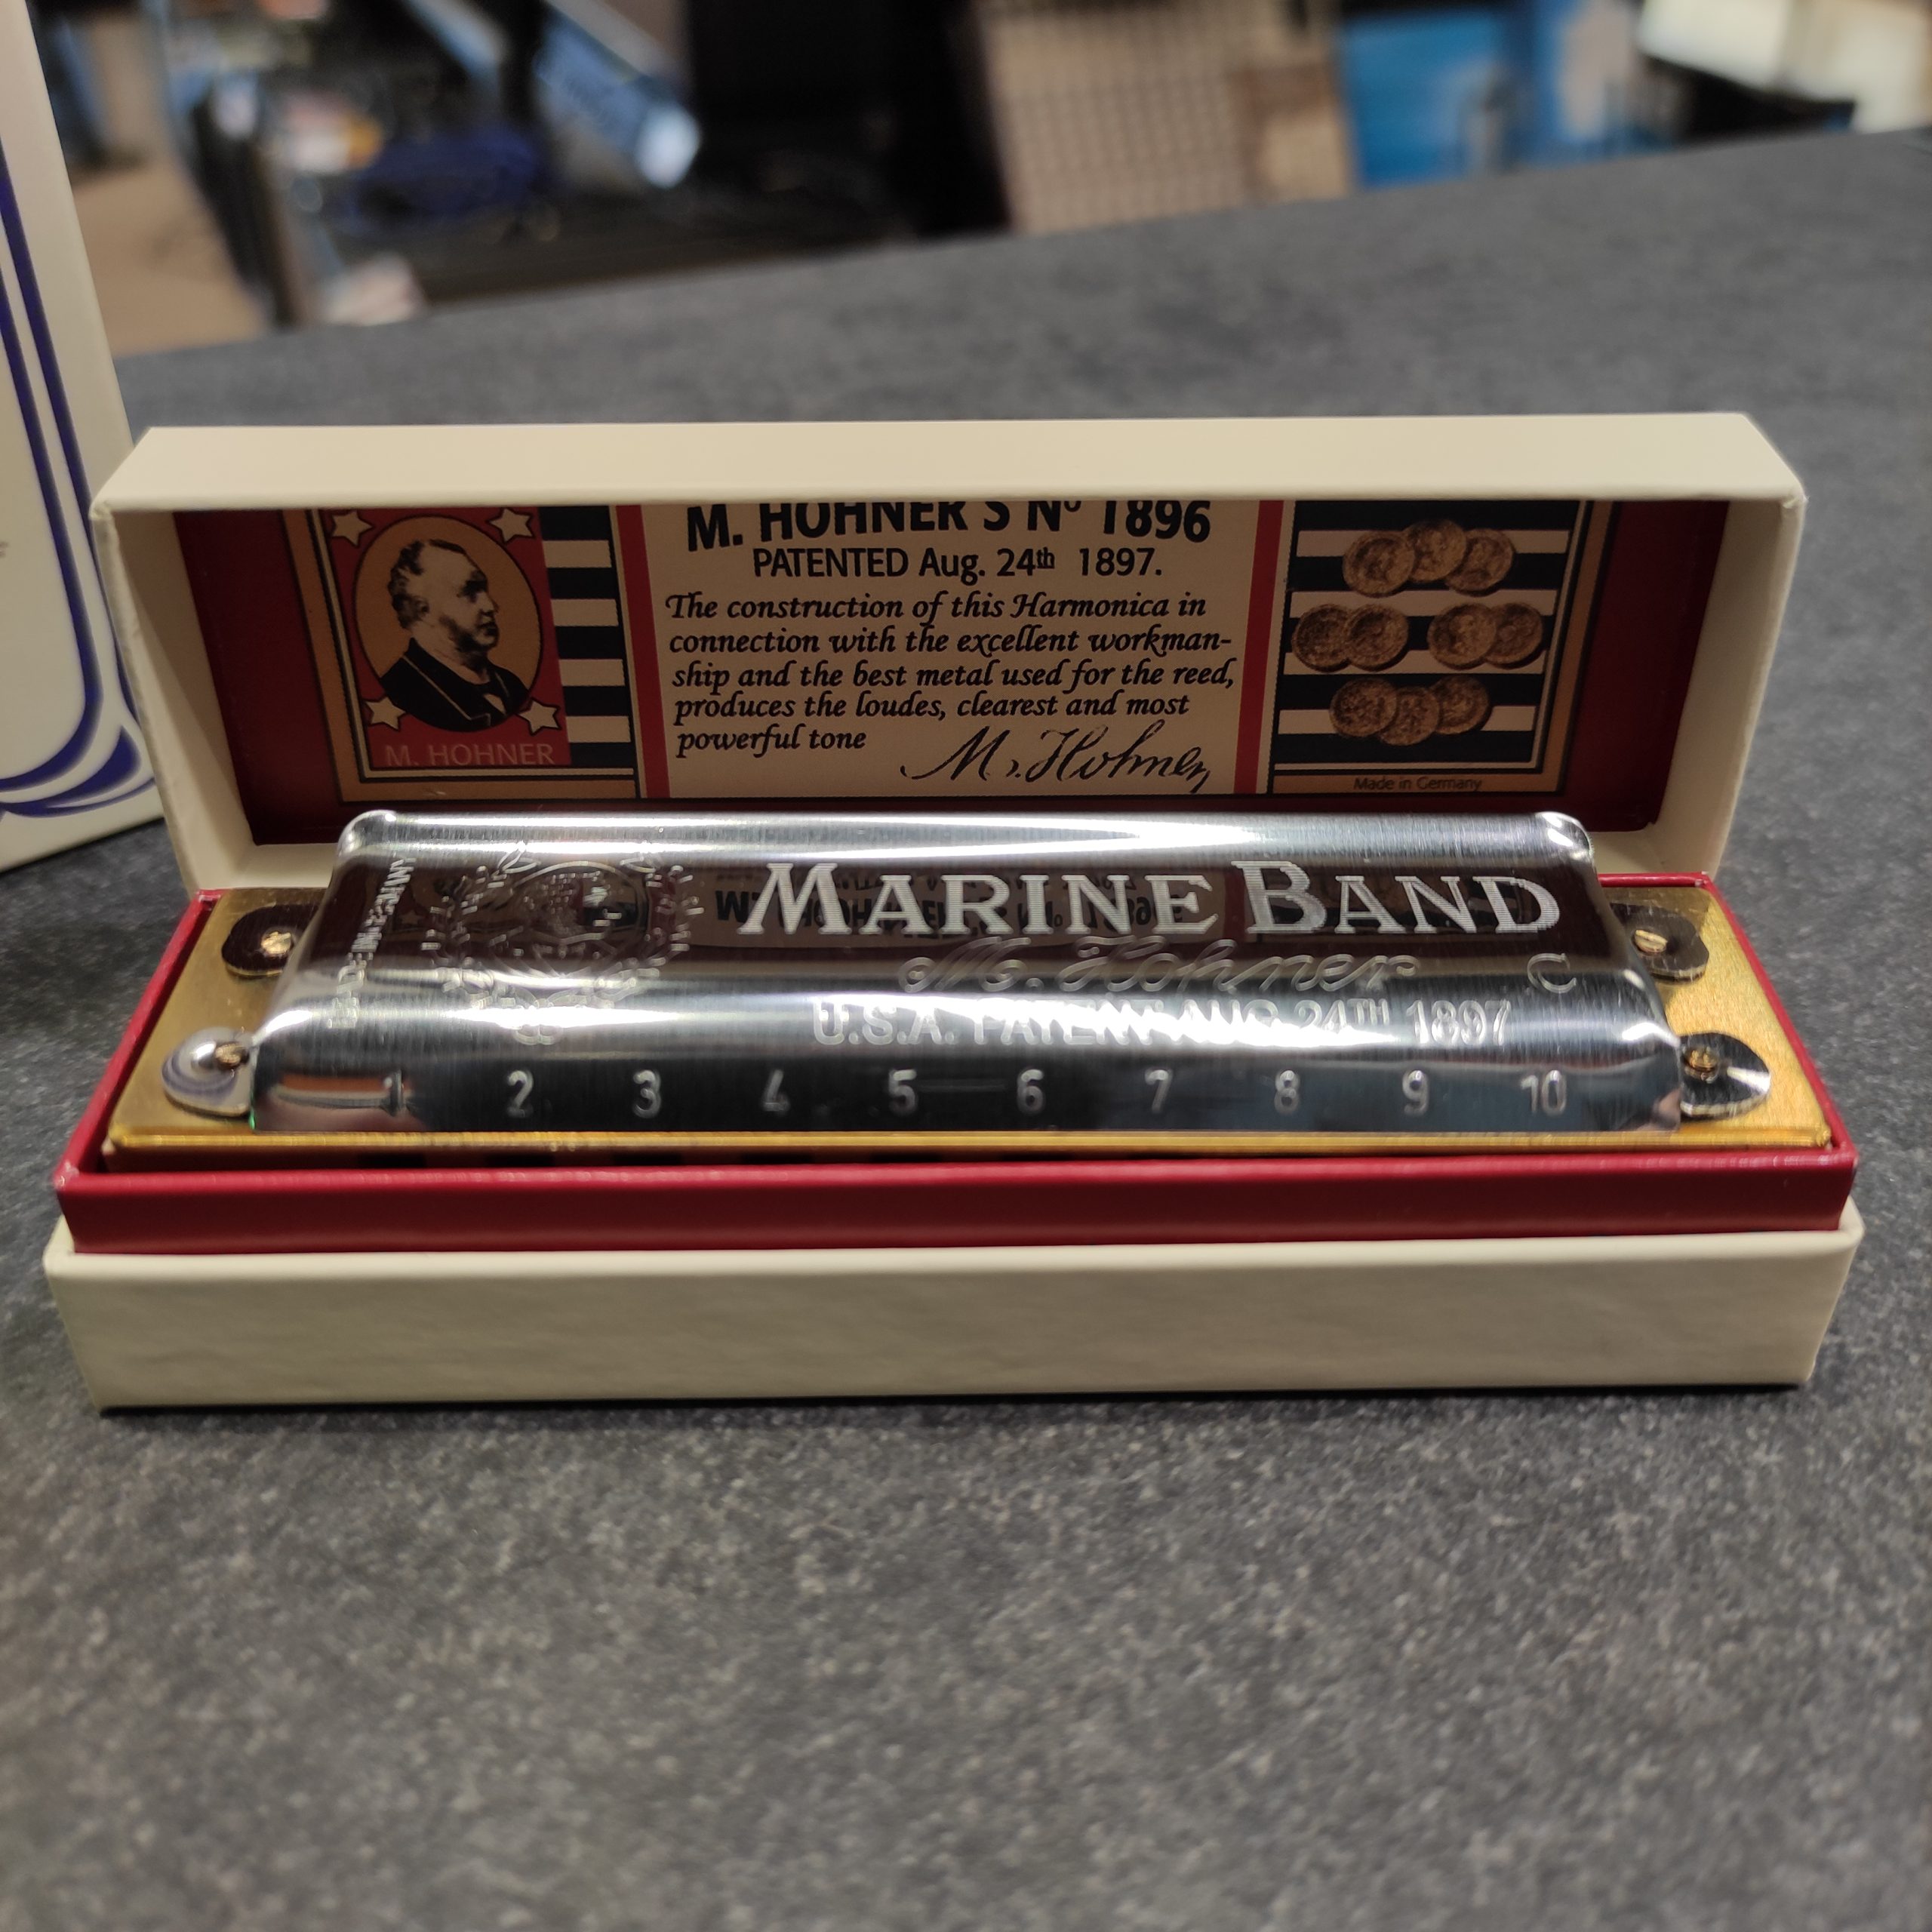 M. HOHNER'S Nº 1896
PATENTED Aug. 24th 1897.
The construction of this Harmonica in
connection with the excellent workman-
ship and the best metal used for the reed,
produces the loudes, clearest and most
powerful tone
M. Hohner
M. HOHNER
Made in Germany
MARINE BAND
M. Hohner
C
U.S.A. PATENT AUG 24TH 1897
1 2 3 4 5 6 7 8 9 10